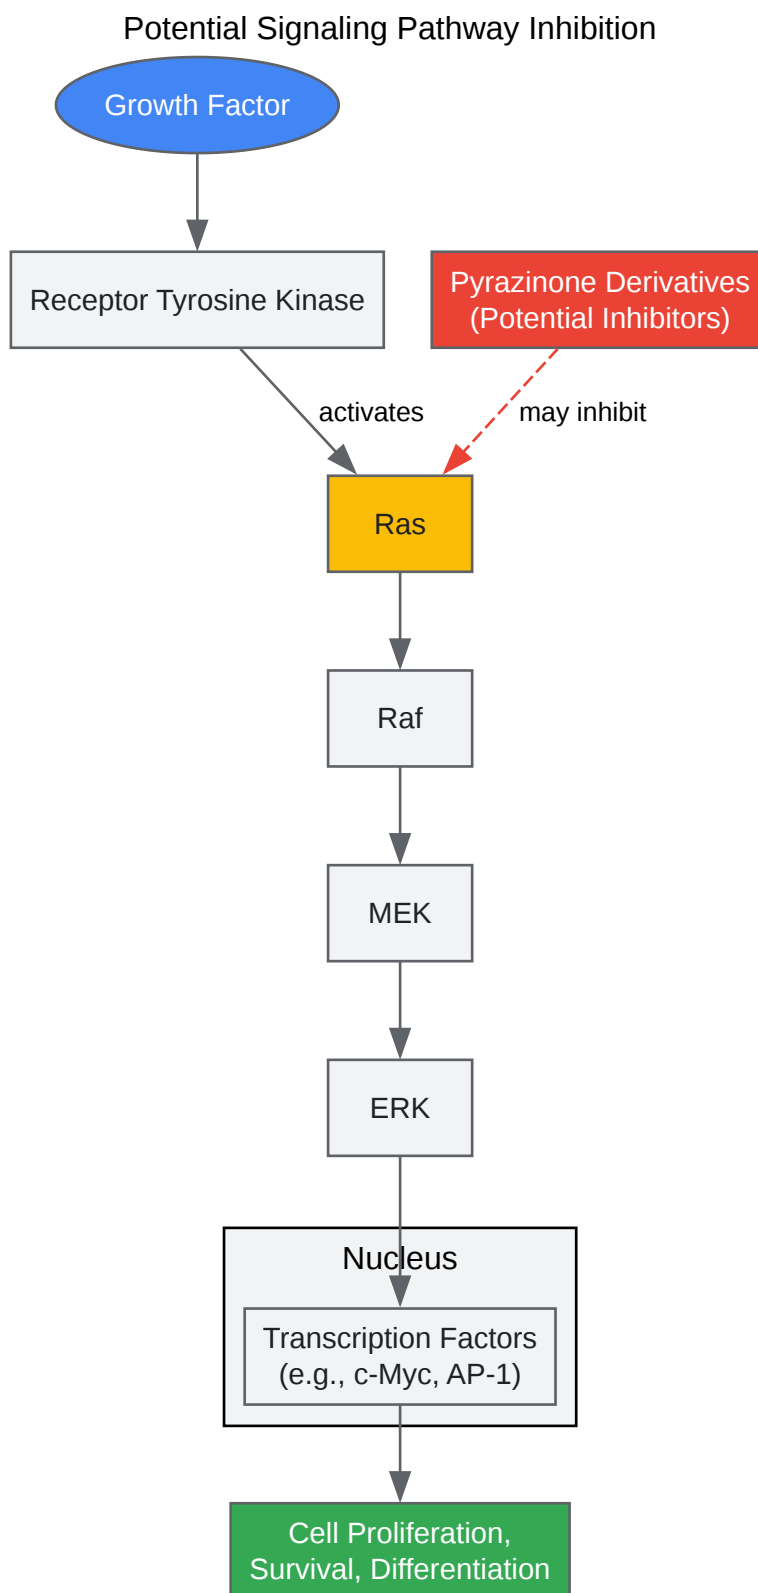 Potential Signaling Pathway Inhibition
Growth Factor
Receptor Tyrosine Kinase
Pyrazinone Derivatives
(Potential Inhibitors)
activates
may inhibit
Ras
Raf
MEK
ERK
Nucleus
Transcription Factors
(e.g., c-Myc, AP-1)
Cell Proliferation,
Survival, Differentiation